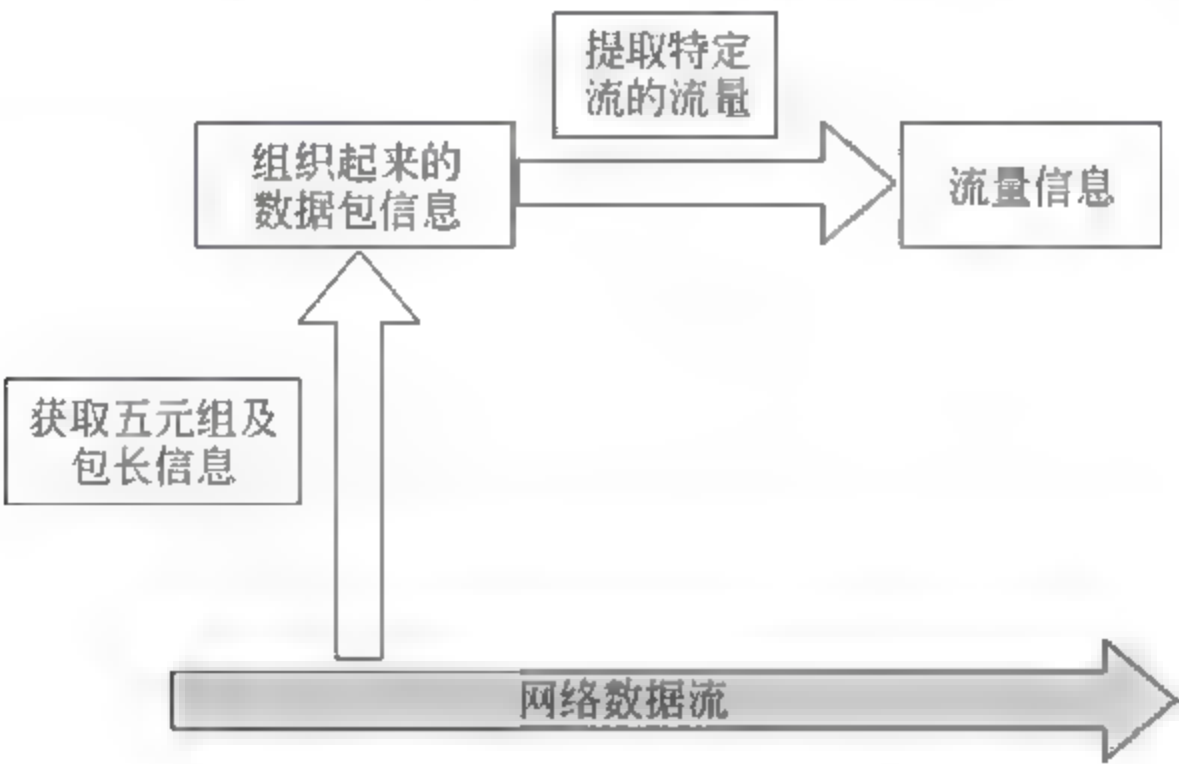 提取特定
流的流量
组织起来的
数据包信息
流量信息
获取五元组及
包长信息
网络数据流